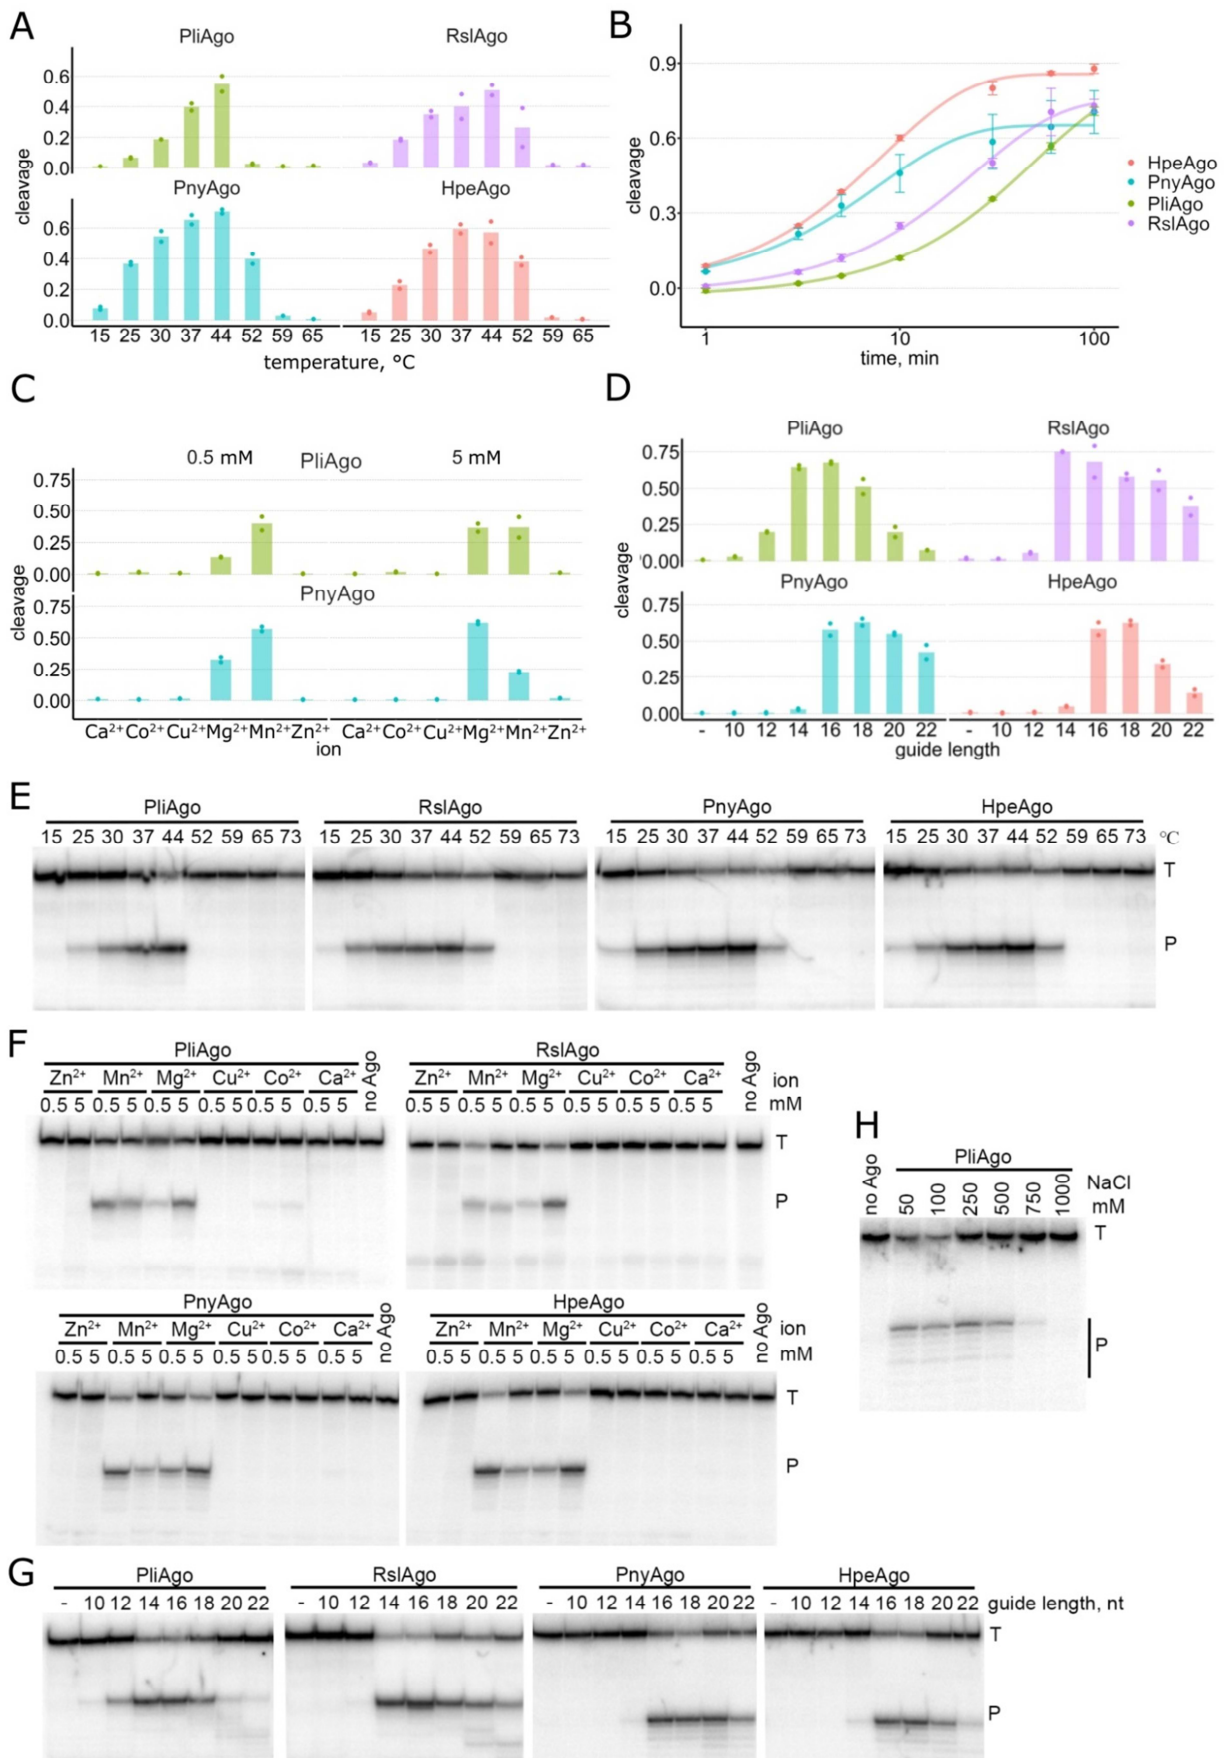 A
PliAgo
RslAgo
0.6
0.4
0.2
0.0
PnyAgo
HpeAgo
0.6
0.4
0.2
0.0
cleavage
15 25 30 37 44 52 59 65 15 25 30 37 44 52 59 65
temperature, °C
B
0.9
0.6
0.3
0.0
cleavage
1 10 100
time, min
HpeAgo
PnyAgo
PliAgo
RslAgo
C
0.5 mM PliAgo 5 mM
0.75
0.50
0.25
0.00
PnyAgo
0.75
0.50
0.25
0.00
cleavage
Ca²⁺ Co²⁺ Cu²⁺ Mg²⁺ Mn²⁺ Zn²⁺ Ca²⁺ Co²⁺ Cu²⁺ Mg²⁺ Mn²⁺ Zn²⁺
ion
D
PliAgo
RslAgo
0.75
0.50
0.25
0.00
PnyAgo
HpeAgo
0.75
0.50
0.25
0.00
cleavage
- 10 12 14 16 18 20 22 - 10 12 14 16 18 20 22
guide length
E
PliAgo RslAgo PnyAgo HpeAgo
15 25 30 37 44 52 59 65 73 15 25 30 37 44 52 59 65 73 15 25 30 37 44 52 59 65 73 15 25 30 37 44 52 59 65 73 °C
T
P
F
PliAgo RslAgo
Zn²⁺ Mn²⁺ Mg²⁺ Cu²⁺ Co²⁺ Ca²⁺ no Ago Zn²⁺ Mn²⁺ Mg²⁺ Cu²⁺ Co²⁺ Ca²⁺ no Ago ion
0.5 5 0.5 5 0.5 5 0.5 5 0.5 5 0.5 5 0.5 5 0.5 5 0.5 5 0.5 5 0.5 5 0.5 5 mM
T
P
PnyAgo HpeAgo
Zn²⁺ Mn²⁺ Mg²⁺ Cu²⁺ Co²⁺ Ca²⁺ no Ago Zn²⁺ Mn²⁺ Mg²⁺ Cu²⁺ Co²⁺ Ca²⁺ no Ago ion
0.5 5 0.5 5 0.5 5 0.5 5 0.5 5 0.5 5 0.5 5 0.5 5 0.5 5 0.5 5 0.5 5 0.5 5 mM
T
P
H
PliAgo
no Ago 50 100 250 500 750 1000 NaCl
mM
T
P
G
PliAgo RslAgo PnyAgo HpeAgo
- 10 12 14 16 18 20 22 - 10 12 14 16 18 20 22 - 10 12 14 16 18 20 22 - 10 12 14 16 18 20 22 guide length, nt
T
P